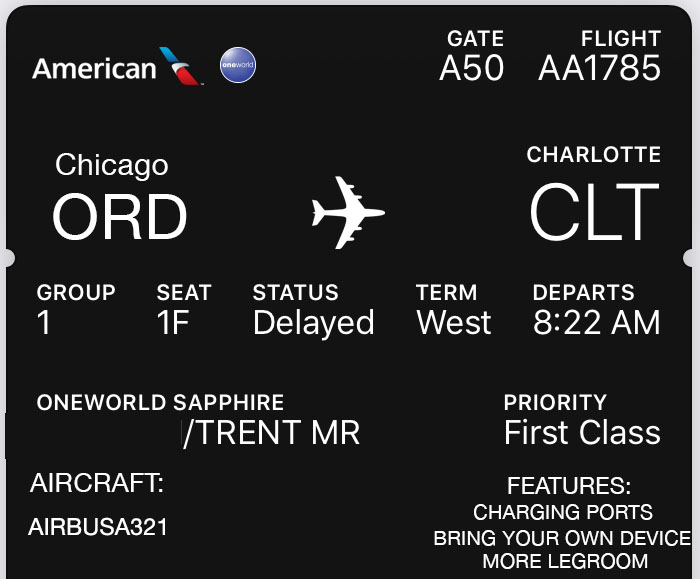 American oneworld GATE FLIGHT
A50 AA1785
Chicago CHARLOTTE
ORD CLT
GROUP SEAT STATUS TERM DEPARTS
1 1F Delayed West 8:22 AM
ONEWORLD SAPPHIRE PRIORITY
/TRENT MR First Class
AIRCRAFT: FEATURES:
AIRBUSA321 CHARGING PORTS
BRING YOUR OWN DEVICE
MORE LEGROOM